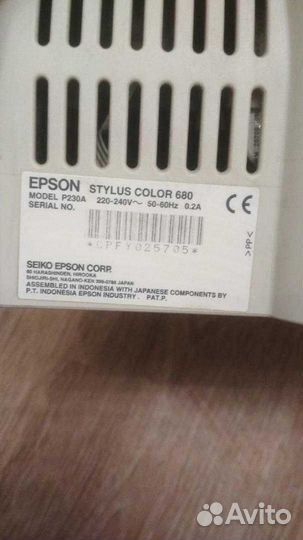 EPSON STYLUS COLOR 680
MODEL P230A 220-240V~ 50-60Hz 0.2A
SERIAL NO.
*CPFY025705*
CE
>PP<
SEIKO EPSON CORP.
80 HARASHINDEN, HIROOKA
SHIOJIRI-SHI, NAGANO-KEN 399-0785 JAPAN
ASSEMBLED IN INDONESIA WITH JAPANESE COMPONENTS BY
P.T. INDONESIA EPSON INDUSTRY . PAT.P.
Avito